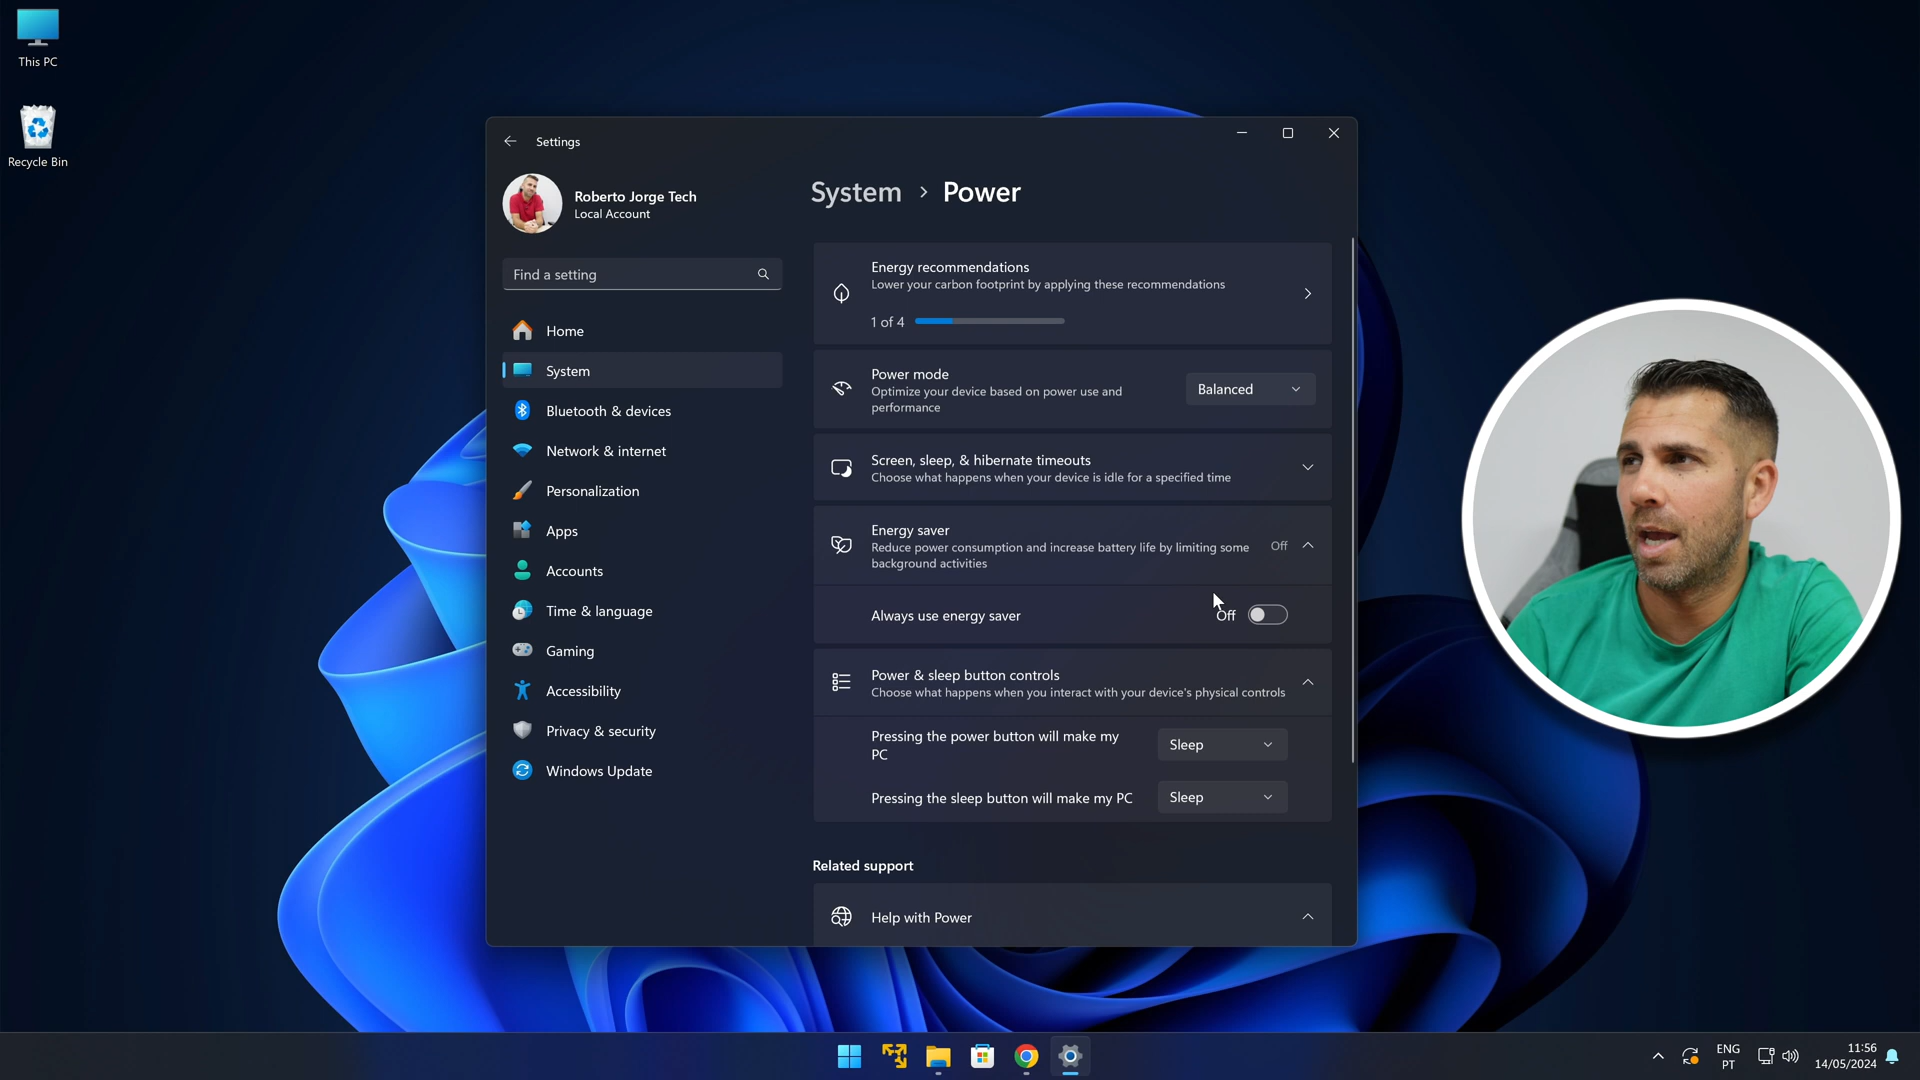 This PC
Recycle Bin
Settings
Roberto Jorge Tech
Local Account
Find a setting
Home
System
Bluetooth & devices
Network & internet
Personalization
Apps
Accounts
Time & language
Gaming
Accessibility
Privacy & security
Windows Update
System > Power
Energy recommendations
Lower your carbon footprint by applying these recommendations
1 of 4
Power mode
Optimize your device based on power use and
performance
Balanced
Screen, sleep, & hibernate timeouts
Choose what happens when your device is idle for a specified time
Energy saver
Reduce power consumption and increase battery life by limiting some
background activities
Off
Always use energy saver
Off
Power & sleep button controls
Choose what happens when you interact with your device's physical controls
Pressing the power button will make my
PC
Sleep
Pressing the sleep button will make my PC
Sleep
Related support
Help with Power
ENG
PT
11:56
14/05/2024